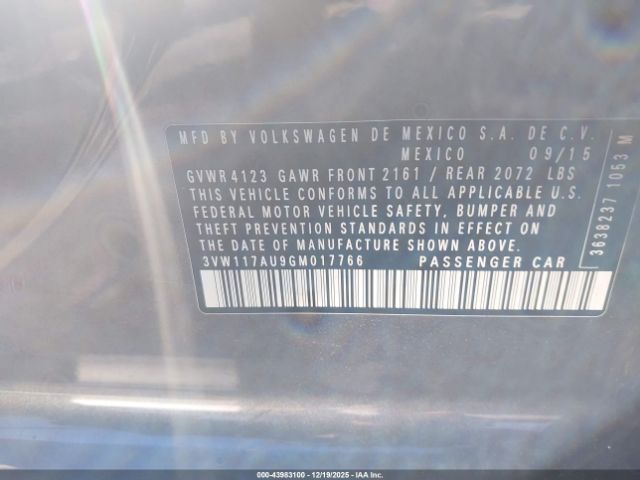 MFD BY VOLKSWAGEN DE MEXICO S.A. DE C.V.
MEXICO 09/15
GVWR 4123 GAWR FRONT 2161 / REAR 2072 LBS
THIS VEHICLE CONFORMS TO ALL APPLICABLE U.S.
FEDERAL MOTOR VEHICLE SAFETY, BUMPER AND
THEFT PREVENTION STANDARDS IN EFFECT ON
THE DATE OF MANUFACTURE SHOWN ABOVE.
3VW117AU9GM017766 PASSENGER CAR
3638237 1053 M
000-43983100 - 12/19/2025 - IAA Inc.